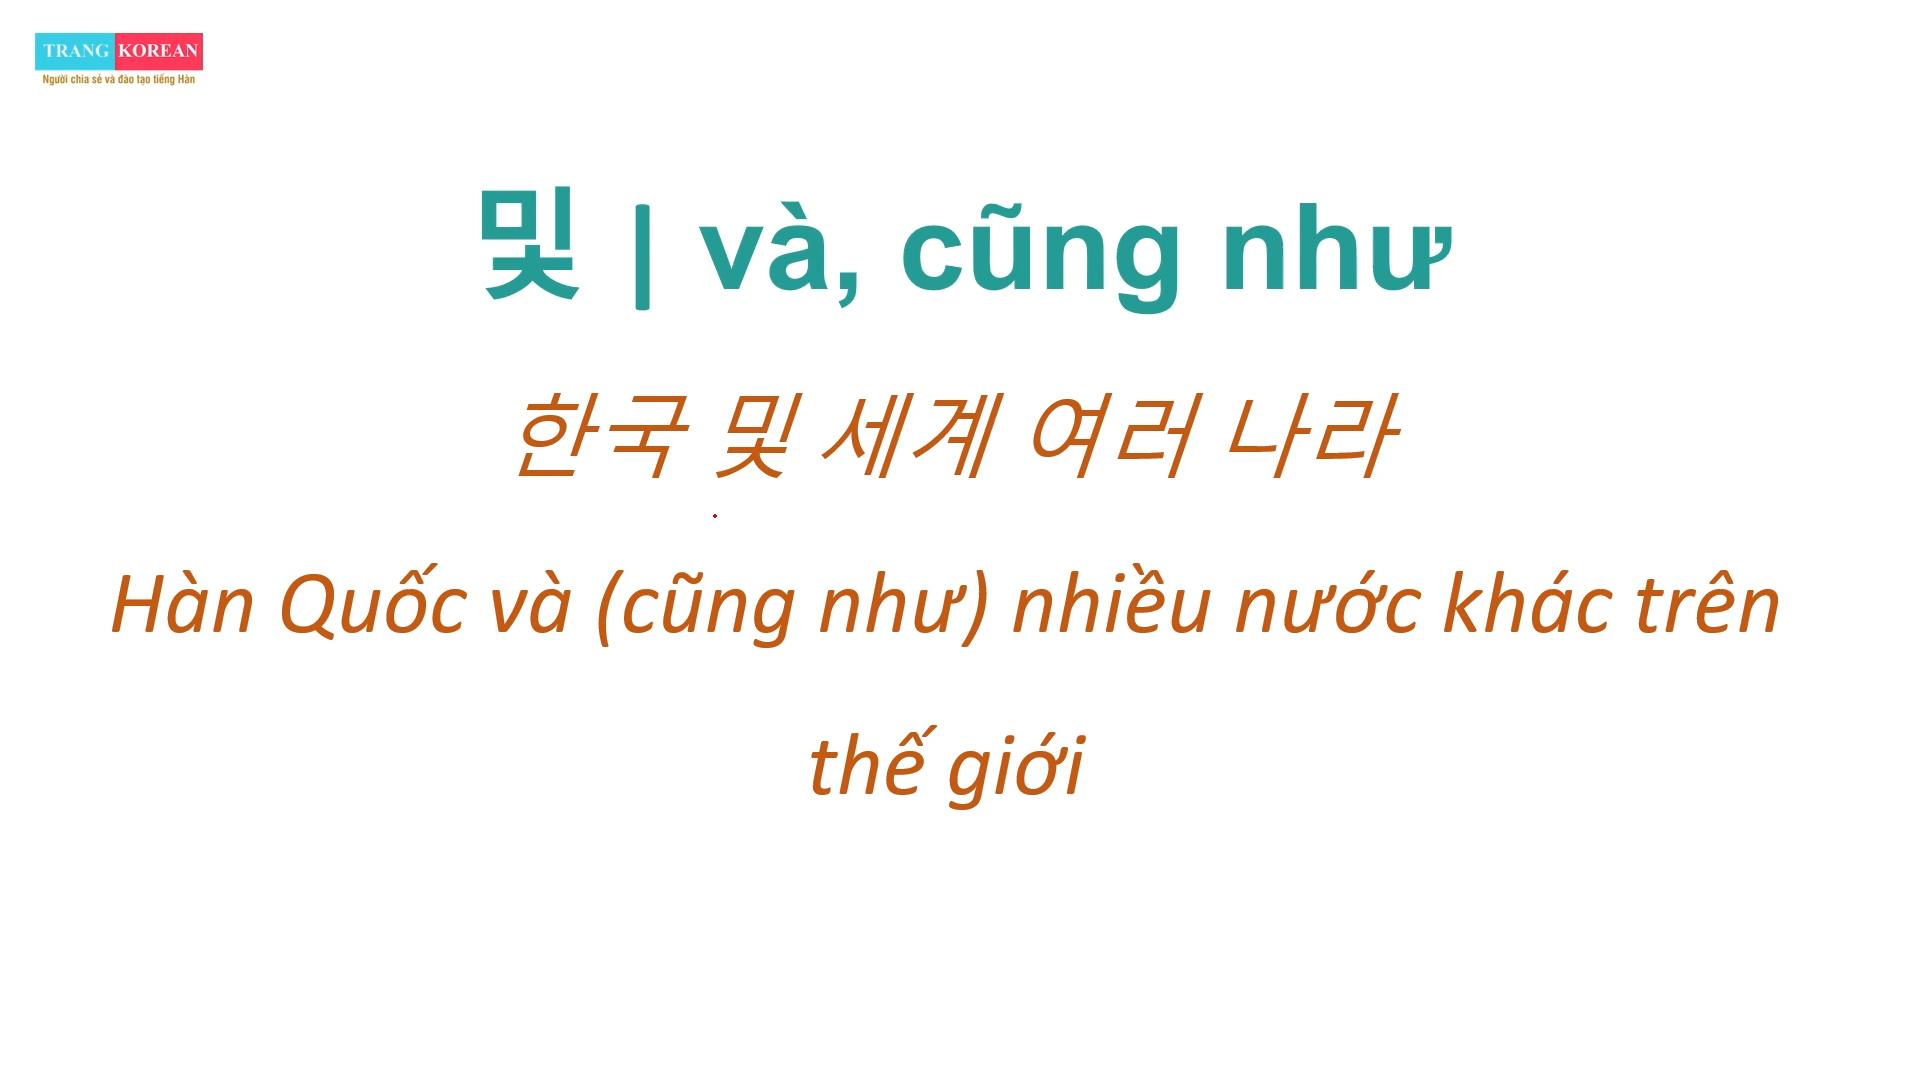 TRANG KOREAN
Người chia sẻ và đào tạo tiếng Hàn
및 | và, cũng như
한국 및 세계 여러 나라
Hàn Quốc và (cũng như) nhiều nước khác trên
thế giới